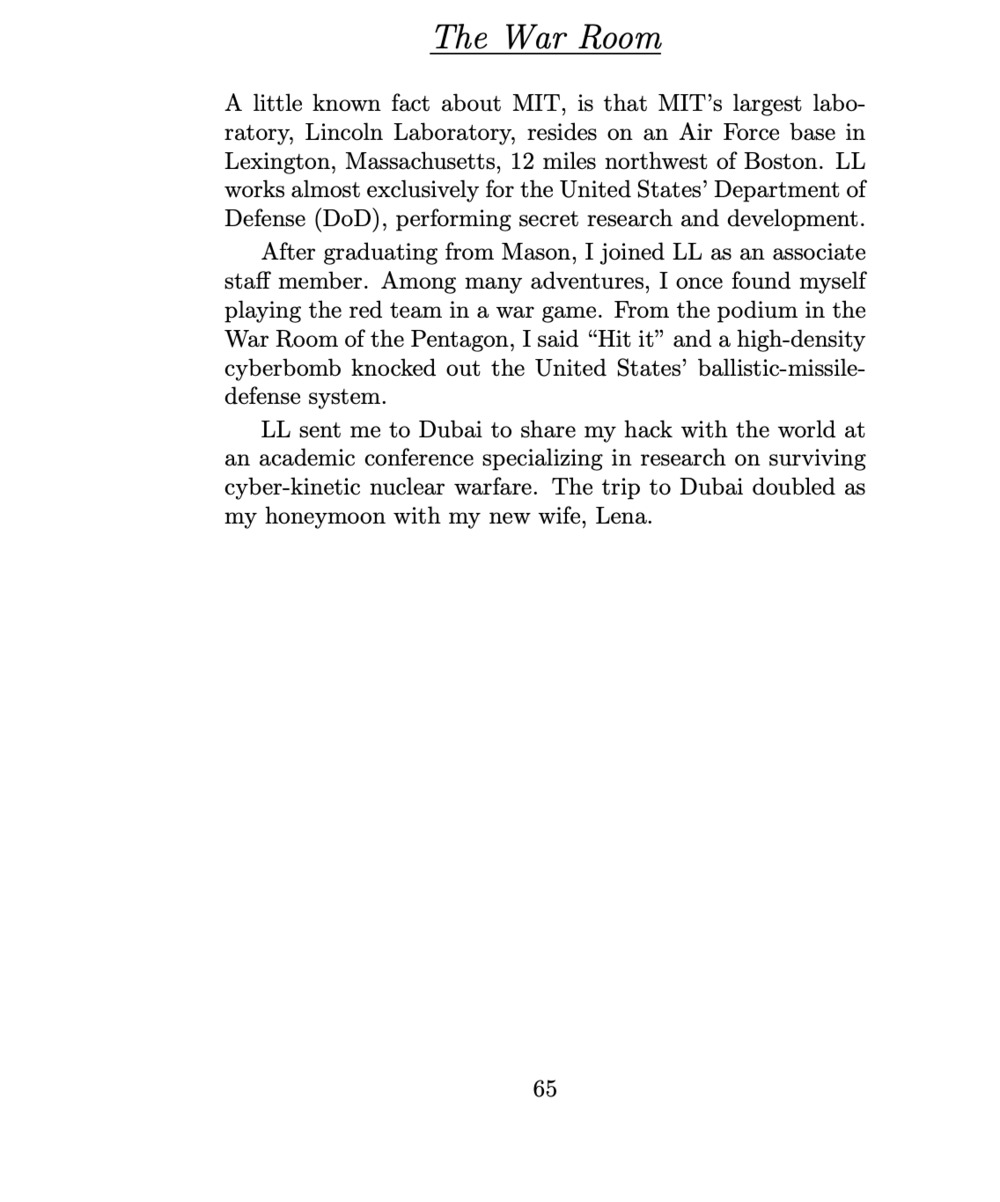 The War Room
A little known fact about MIT, is that MIT's largest labo-
ratory, Lincoln Laboratory, resides on an Air Force base in
Lexington, Massachusetts, 12 miles northwest of Boston. LL
works almost exclusively for the United States' Department of
Defense (DoD), performing secret research and development.
After graduating from Mason, I joined LL as an associate
staff member. Among many adventures, I once found myself
playing the red team in a war game. From the podium in the
War Room of the Pentagon, I said “Hit it” and a high-density
cyberbomb knocked out the United States' ballistic-missile-
defense system.
LL sent me to Dubai to share my hack with the world at
an academic conference specializing in research on surviving
cyber-kinetic nuclear warfare. The trip to Dubai doubled as
my honeymoon with my new wife, Lena.
65